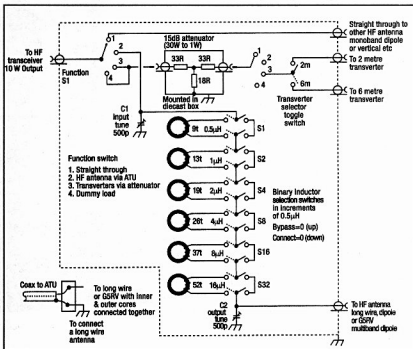 Straight through
to other HF antenna
monoband dipole
or vertical etc
15dB attenuator
(30W to 1W)
To HF
transceiver
10 W Output
Function
S1
1
2
3
4
33R
33R
18R
Mounted in
diecast box
1
2
3
4
2m
6m
To 2 metre
transverter
To 6 metre
transverter
Transverter
selector
toggle
switch
C1
input
tune
500p
9t 0.5µH S1
13t 1µH S2
19t 2µH S4
26t 4µH S8
37t 8µH S16
52t 16µH S32
Function switch
1. Straight through
2. HF antenna via ATU
3. Transverters via attenuator
4. Dummy load
Binary Inductor
selection switches
in increments
of 0.5µH
Bypass=0 (up)
Connect=0 (down)
Coax to ATU
To long wire
or G5RV with inner
& outer cores
connected together
To connect
a long wire
antenna
C2
output
tune
500p
To HF antenna
long wire, dipole
or G5RV
multiband dipole